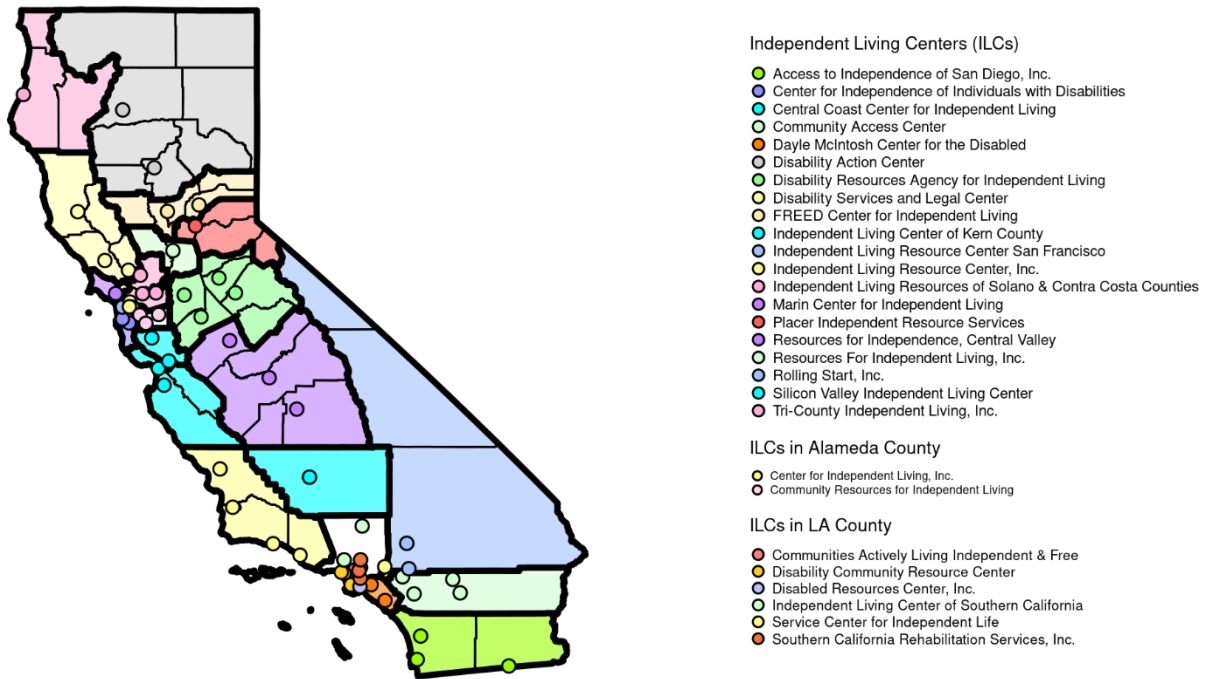 Independent Living Centers (ILCs)
Access to Independence of San Diego, Inc.
Center for Independence of Individuals with Disabilities
Central Coast Center for Independent Living
Community Access Center
Dayle McIntosh Center for the Disabled
Disability Action Center
Disability Resources Agency for Independent Living
Disability Services and Legal Center
FREED Center for Independent Living
Independent Living Center of Kern County
Independent Living Resource Center San Francisco
Independent Living Resource Center, Inc.
Independent Living Resources of Solano & Contra Costa Counties
Marin Center for Independent Living
Placer Independent Resource Services
Resources for Independence, Central Valley
Resources For Independent Living, Inc.
Rolling Start, Inc.
Silicon Valley Independent Living Center
Tri-County Independent Living, Inc.
ILCs in Alameda County
Center for Independent Living, Inc.
Community Resources for Independent Living
ILCs in LA County
Communities Actively Living Independent & Free
Disability Community Resource Center
Disabled Resources Center, Inc.
Independent Living Center of Southern California
Service Center for Independent Life
Southern California Rehabilitation Services, Inc.